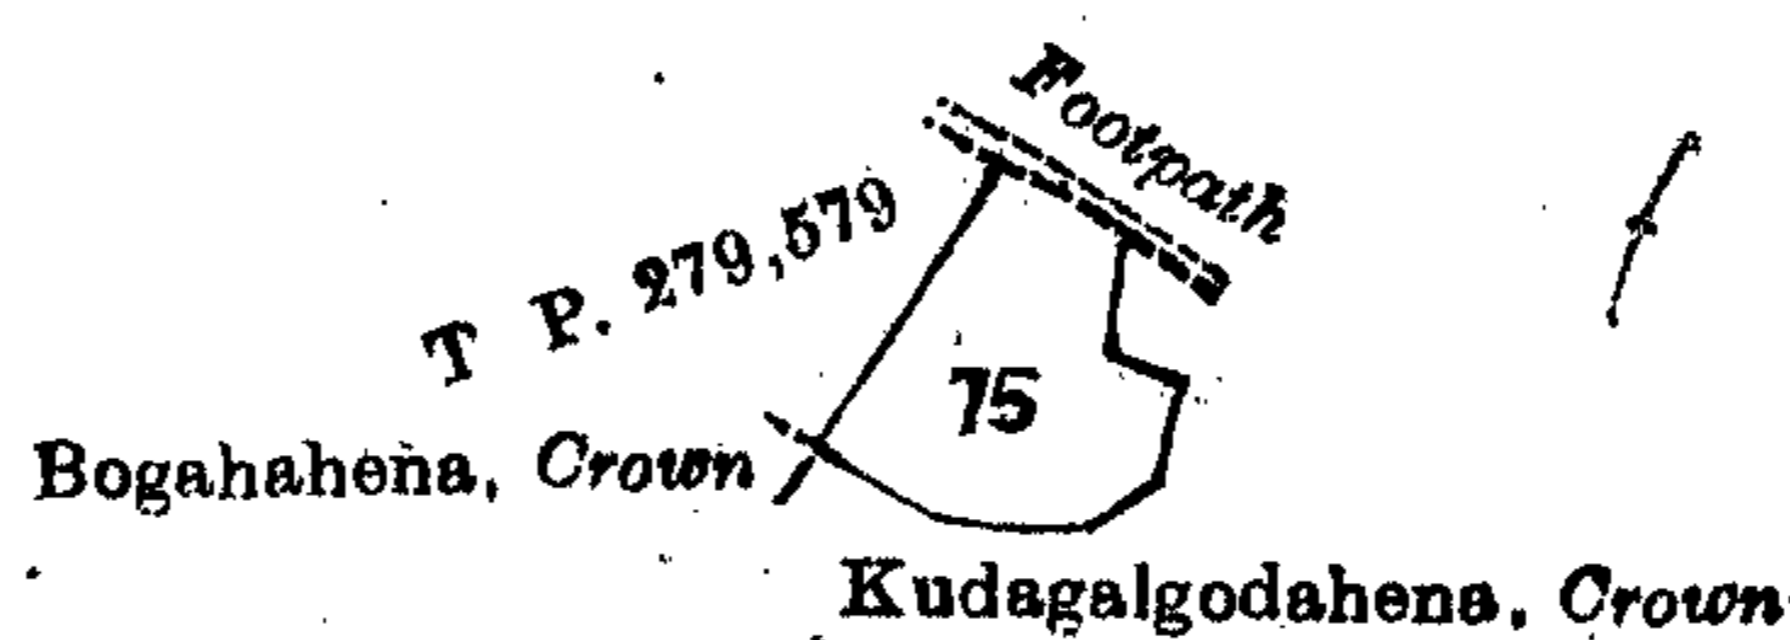 Footpath
T P. 279,579
75
Bogahahena, Crown
Kudagalgodahena, Crown